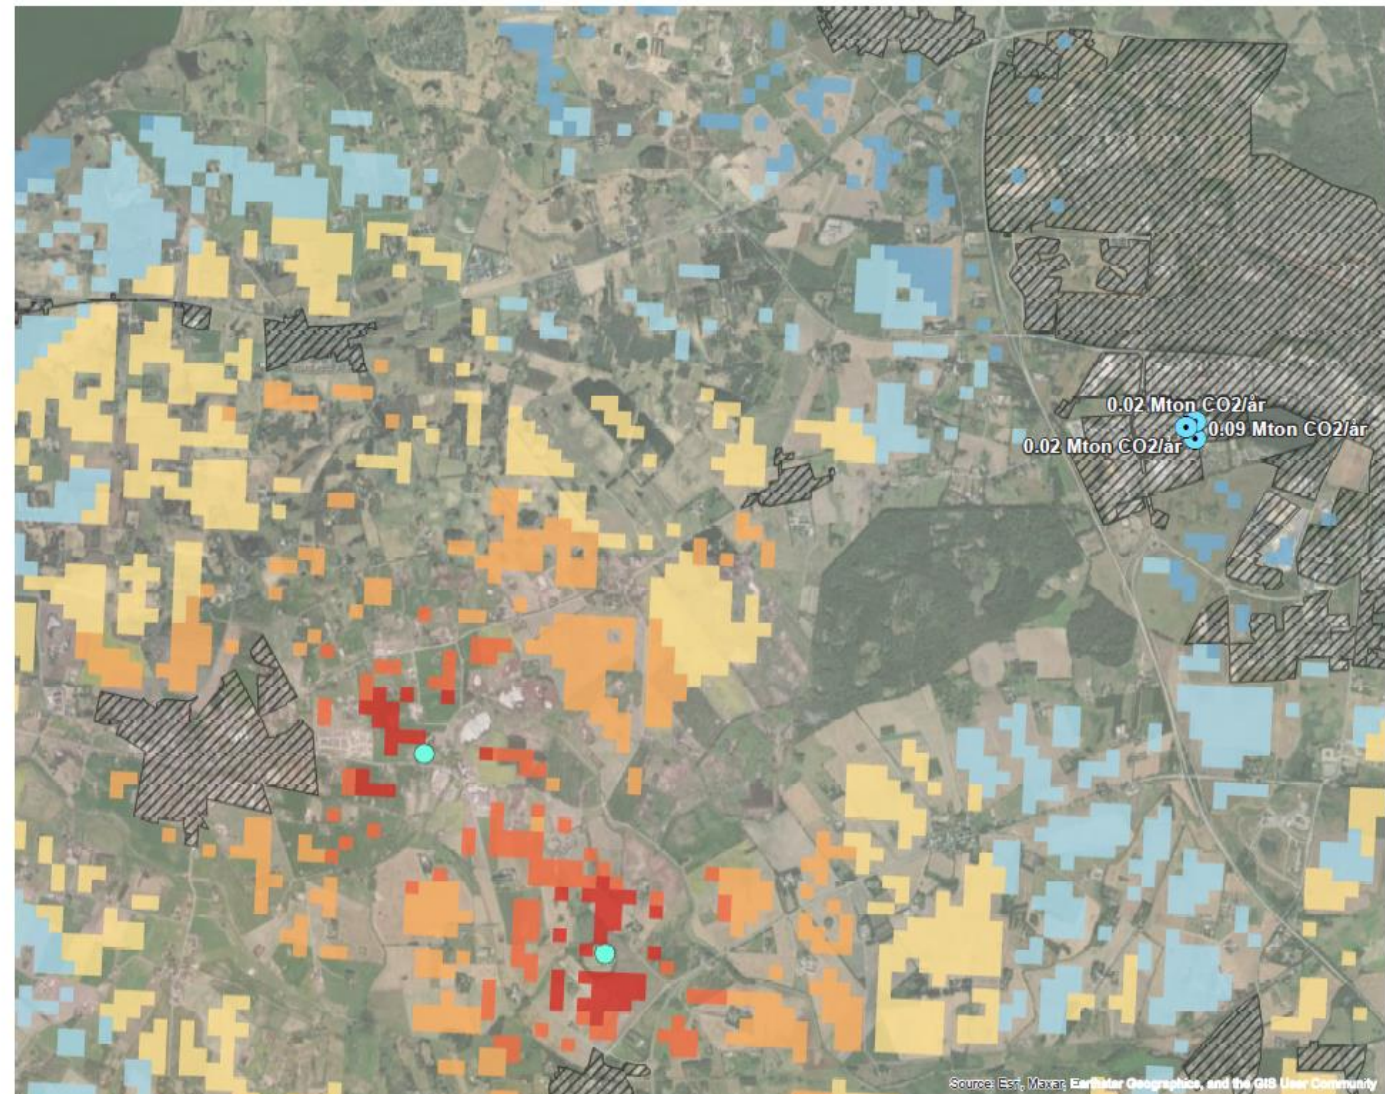 0.02 Mton CO2/år
0.09 Mton CO2/år
0.02 Mton CO2/år
Source: Esri, Maxar, Earthstar Geographics, and the GIS User Community